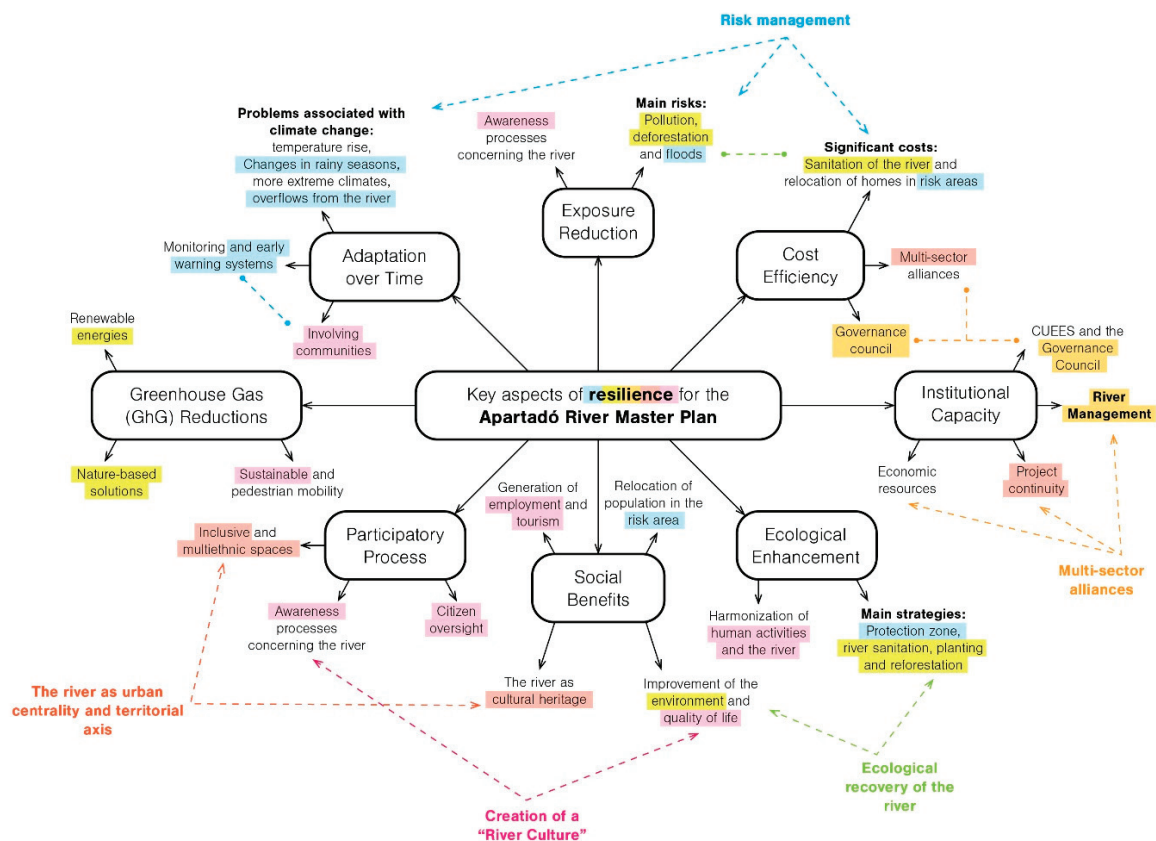 Risk management
Problems associated with
climate change:
temperature rise,
Changes in rainy seasons,
more extreme climates,
overflows from the river
Awareness
processes
concerning the river
Main risks:
Pollution,
deforestation
and floods
Significant costs:
Sanitation of the river and
relocation of homes in risk areas
Monitoring and early
warning systems
Adaptation
over Time
Exposure
Reduction
Cost
Efficiency
Multi-sector
alliances
Involving
communities
Governance
council
CUEES and the
Governance
Council
Renewable
energies
Greenhouse Gas
(GhG) Reductions
Key aspects of resilience for the
Apartadó River Master Plan
Institutional
Capacity
River
Management
Nature-based
solutions
Sustainable and
pedestrian mobility
Generation of
employment and
tourism
Relocation of
population in the
risk area
Economic
resources
Project
continuity
Inclusive and
multiethnic spaces
Participatory
Process
Social
Benefits
Ecological
Enhancement
Multi-sector
alliances
Awareness
processes
concerning the river
Citizen
oversight
Harmonization of
human activities
and the river
Main strategies:
Protection zone,
river sanitation, planting
and reforestation
The river as urban
centrality and territorial
axis
The river as
cultural heritage
Improvement of the
environment and
quality of life
Ecological
recovery of the
river
Creation of a
“River Culture”